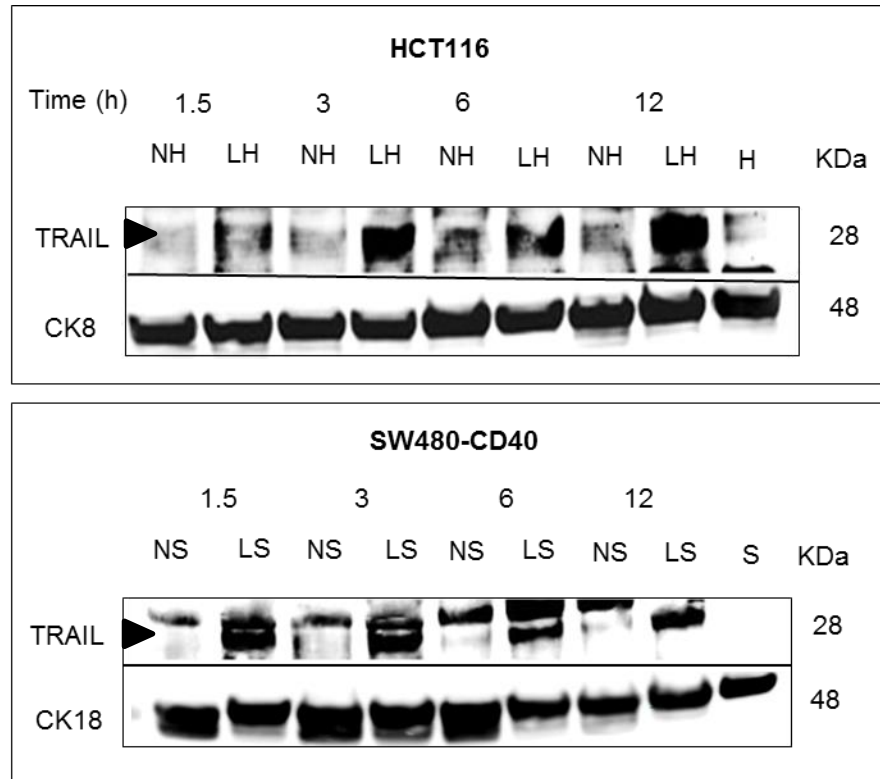 HCT116
Time (h) 1.5 3 6 12
NH LH NH LH NH LH NH LH H KDa
TRAIL 28
CK8 48
SW480-CD40
1.5 3 6 12
NS LS NS LS NS LS NS LS S KDa
TRAIL 28
CK18 48